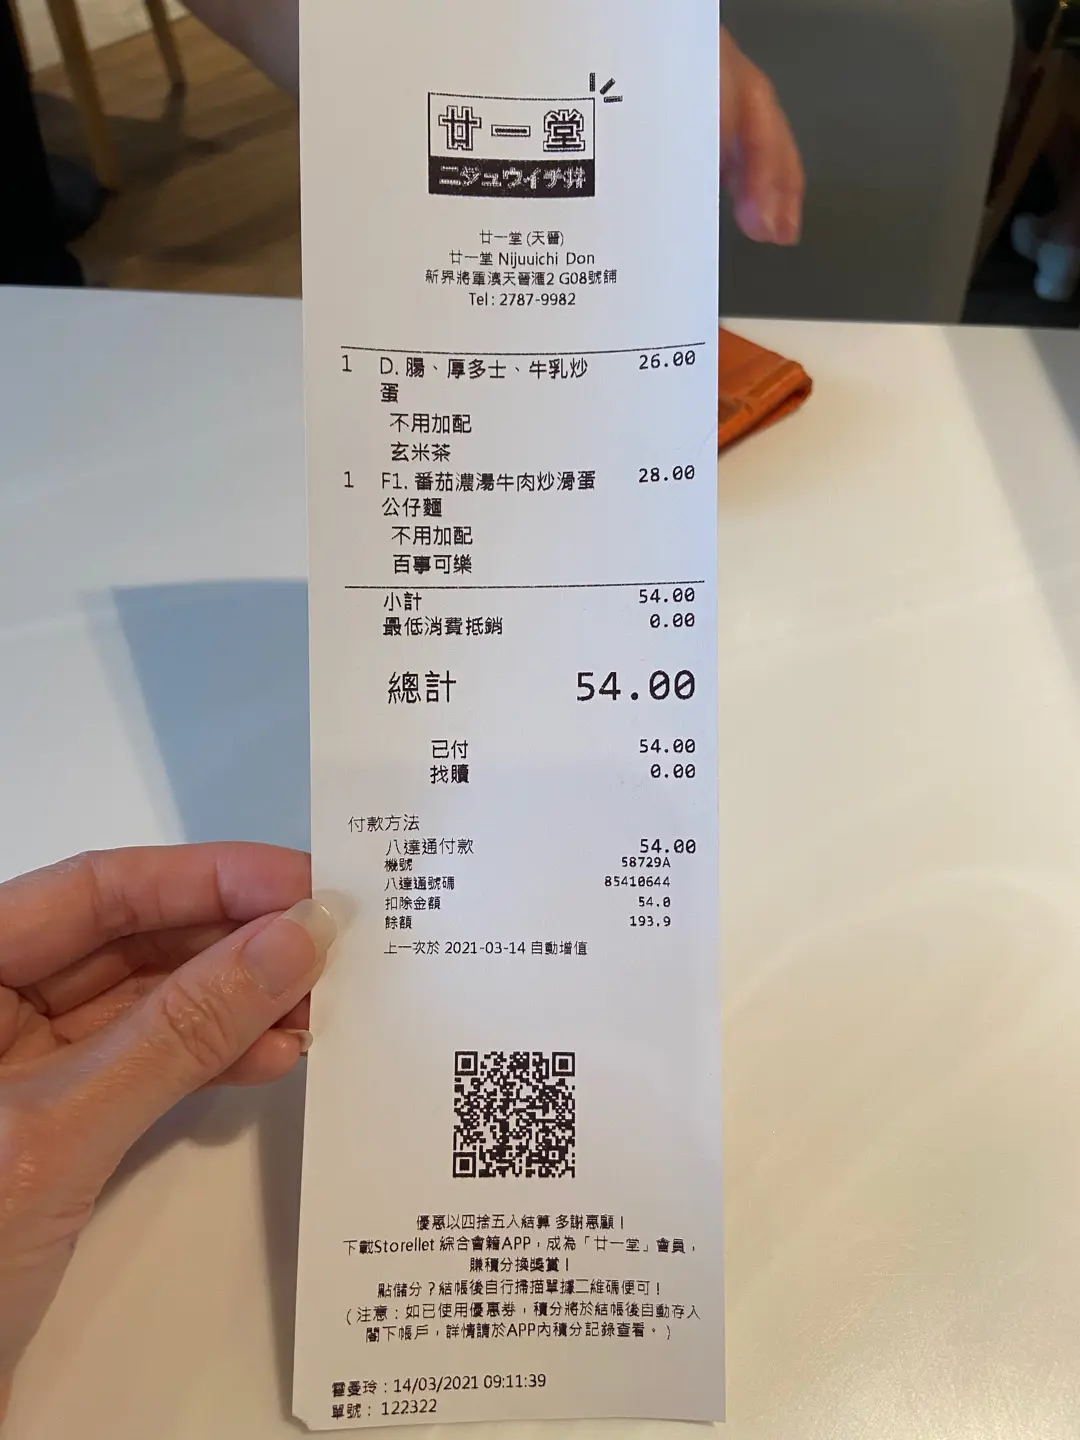 廿一堂
ニジュウイチ丼
廿一堂 (天晉)
廿一堂 Nijuuichi Don
新界將軍澳天晉滙2 G08號舖
Tel : 2787-9982
1 D. 腸、厚多士、牛乳炒 26.00
蛋
不用加配
玄米茶
1 F1. 番茄濃湯牛肉炒滑蛋 28.00
公仔麵
不用加配
百事可樂
小計 54.00
最低消費抵銷 0.00
總計 54.00
已付 54.00
找贖 0.00
付款方法
八達通付款 54.00
機號 58729A
八達通號碼 85410644
扣除金額 54.0
餘額 193.9
上一次於 2021-03-14 自動增值
優惠以四捨五入結算 多謝惠顧！
下載Storellet 綜合會籍APP，成為「廿一堂」會員，
賺積分換獎賞！
點儲分？結帳後自行掃描單據二維碼便可！
（注意：如已使用優惠券，積分將於結帳後自動存入
閣下帳戶，詳情請於APP內積分記錄查看。）
霍曼玲 : 14/03/2021 09:11:39
單號 : 122322